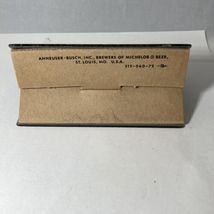 ANHEUSER-BUSCH, INC., BREWERS OF MICHELOB ® BEER,
ST. LOUIS, MO. U.S.A.